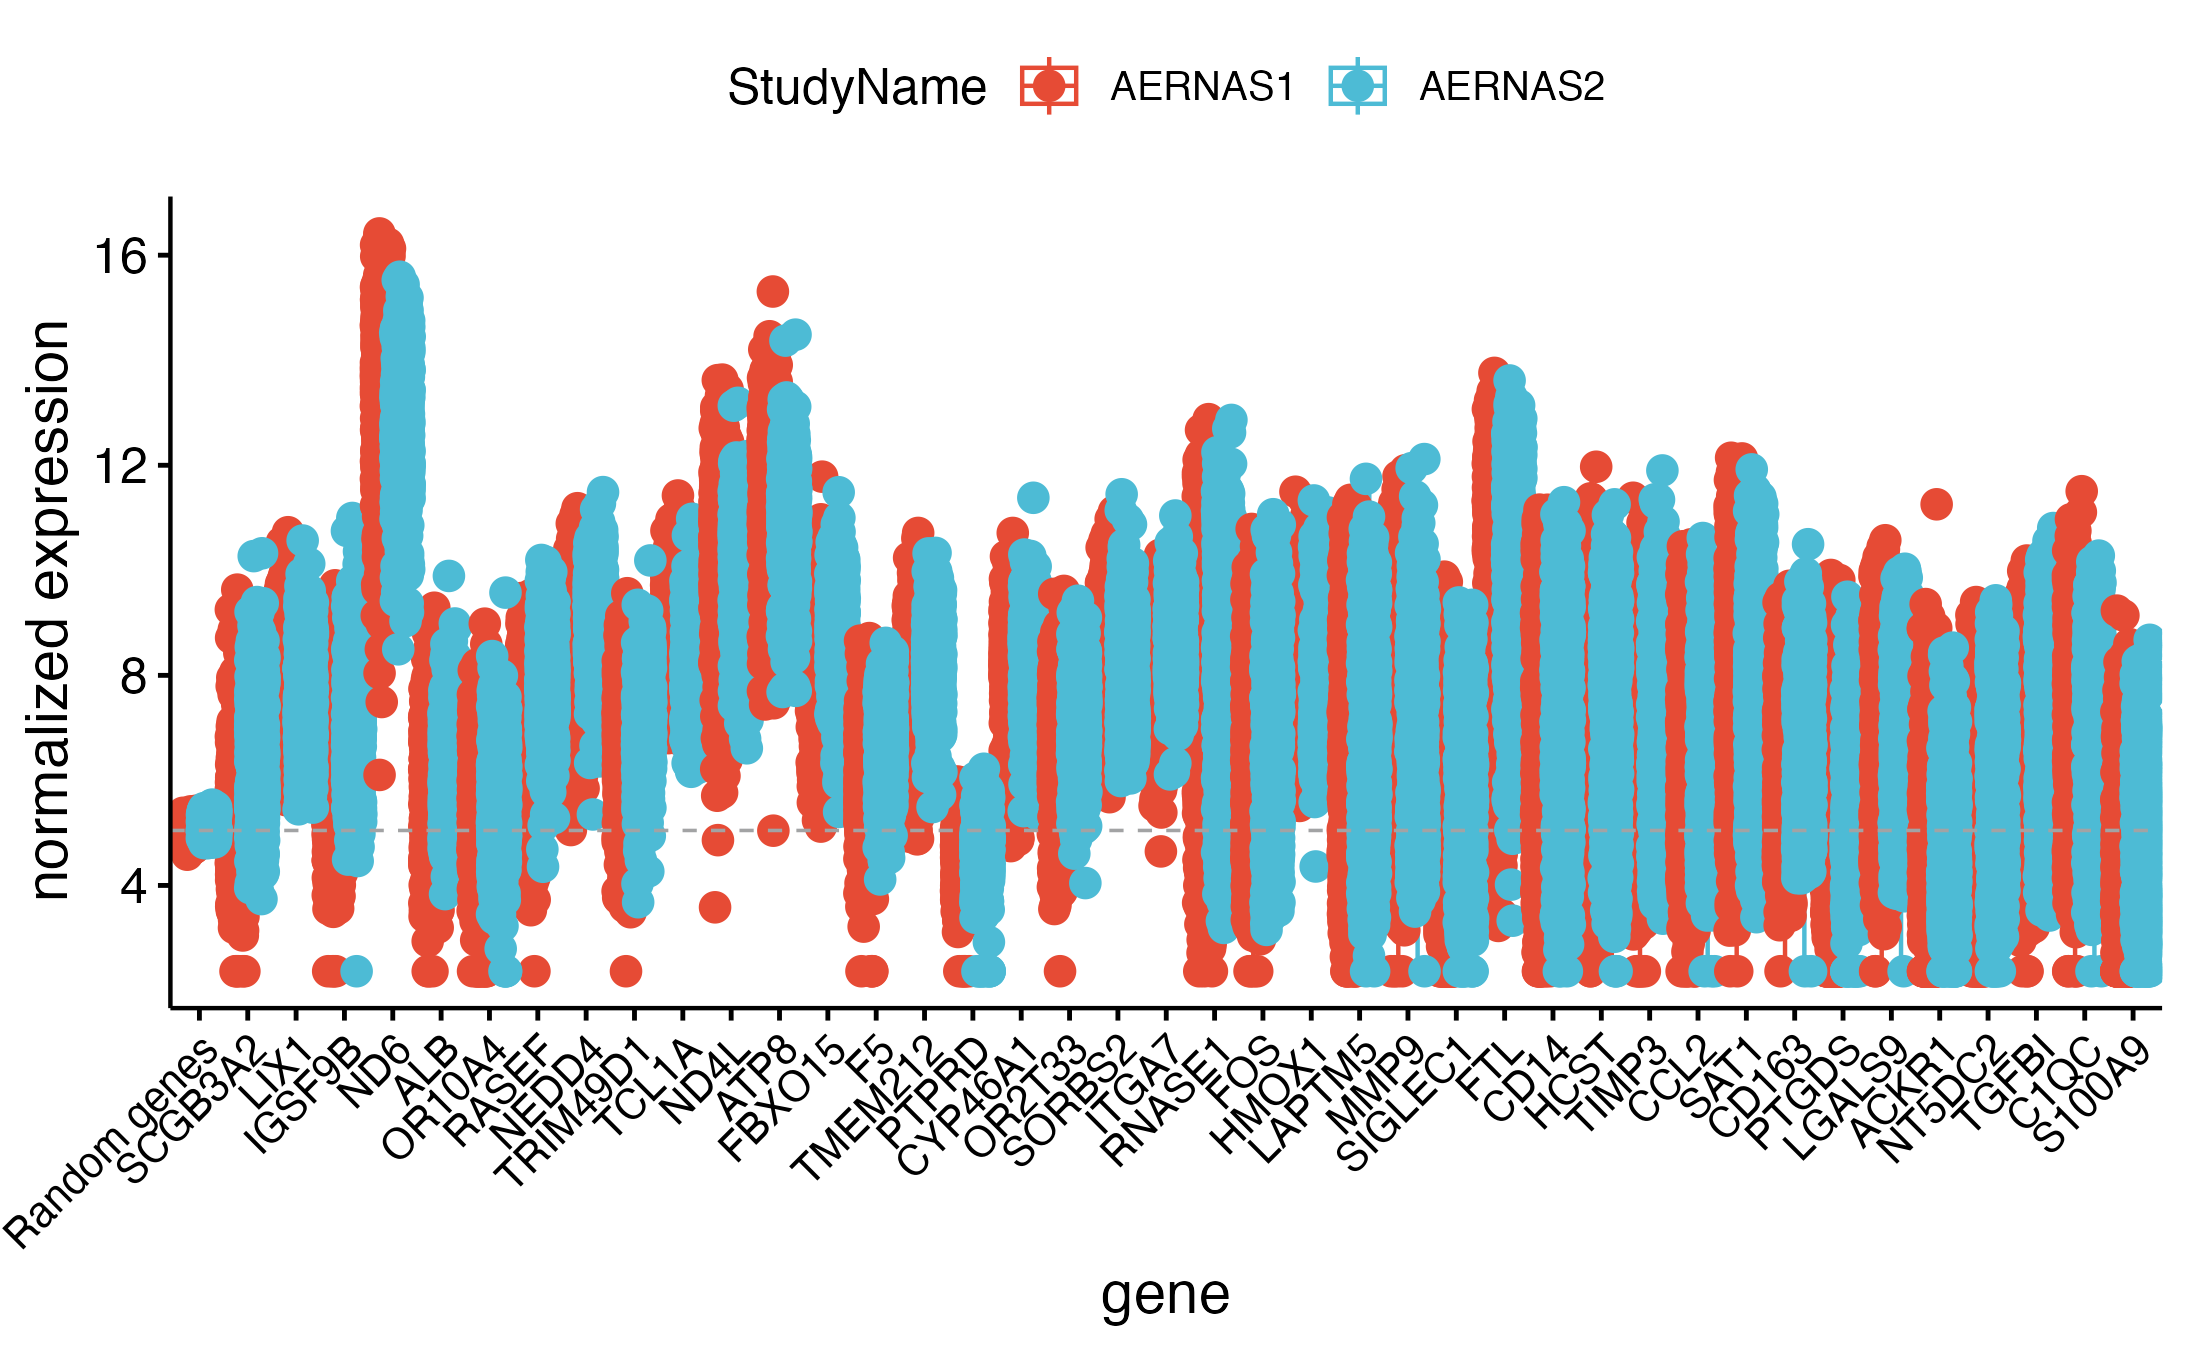 StudyName AERNAS1 AERNAS2
normalized expression
16
12
8
4
Random genes
SCGB3A2
LIX1
IGSF9B
ND6
ALB
OR10A4
RASEF
NEDD4
TRIM49D1
TCL1A
ND4L
ATP8
FBXO15
F5
TMEM212
PTPRD
CYP46A1
OR2T33
SORBS2
ITGA7
RNASE1
FOS
HMOX1
LAPTM5
MMP9
SIGLEC1
FTL
CD14
HCST
TIMP3
CCL2
SAT1
CD163
PTGDS
LGALS9
ACKR1
NT5DC2
TGFBI
C1QC
S100A9
gene